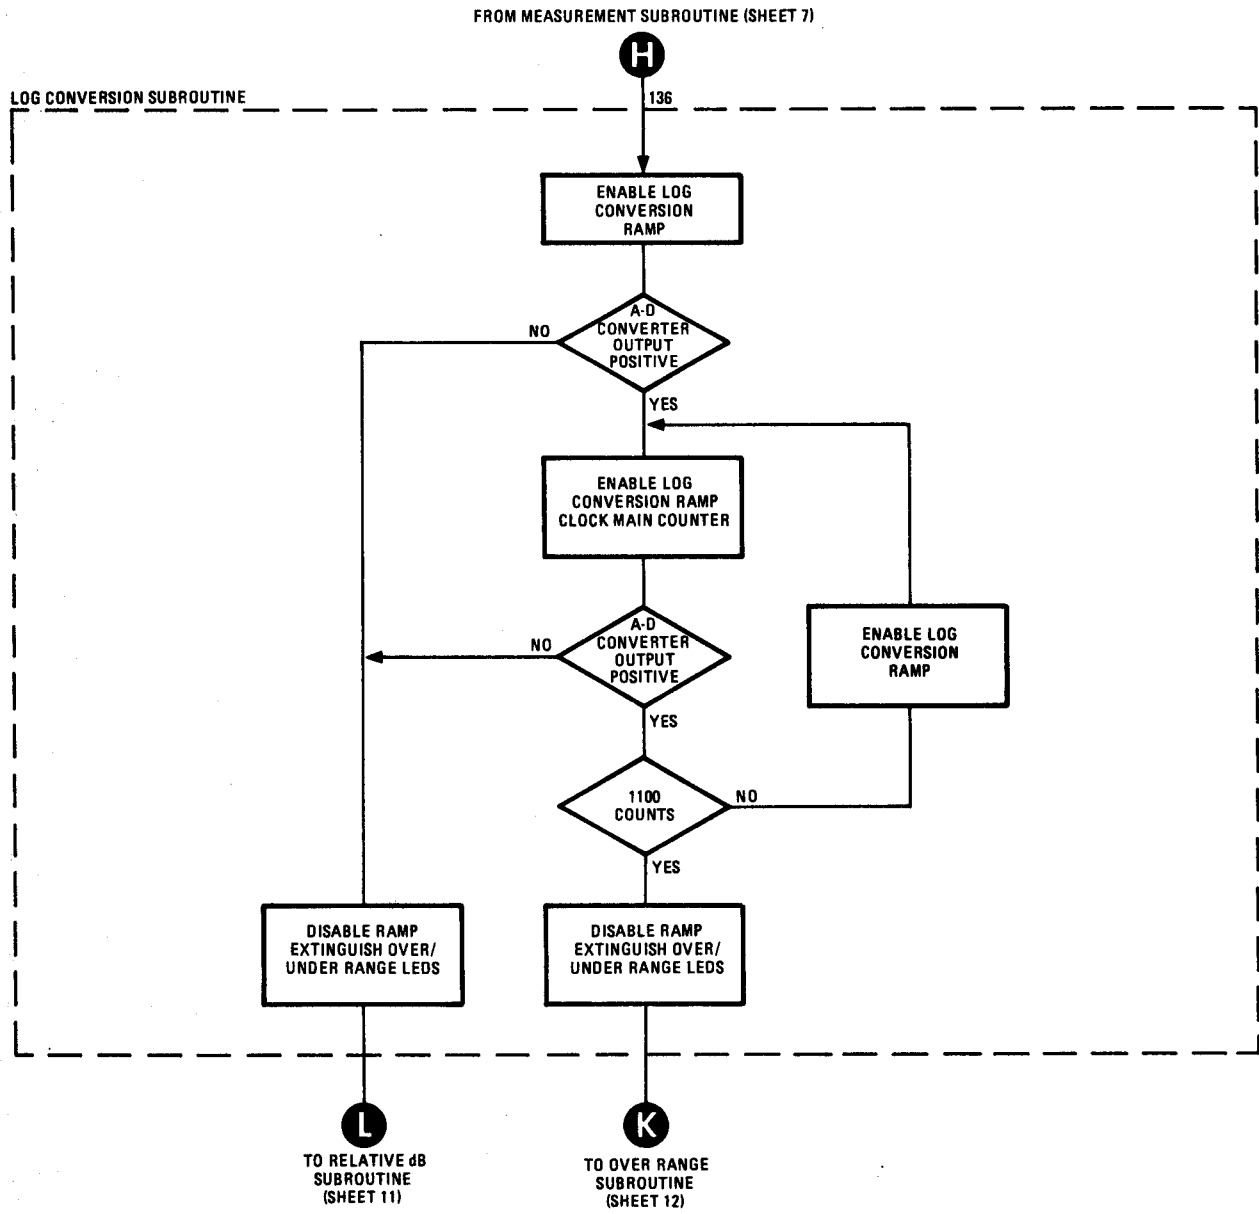 FROM MEASUREMENT SUBROUTINE (SHEET 7)
H
LOG CONVERSION SUBROUTINE
136
ENABLE LOG
CONVERSION
RAMP
A-D
CONVERTER
OUTPUT
POSITIVE
NO
YES
ENABLE LOG
CONVERSION RAMP
CLOCK MAIN COUNTER
A-D
CONVERTER
OUTPUT
POSITIVE
NO
YES
ENABLE LOG
CONVERSION
RAMP
1100
COUNTS
NO
YES
DISABLE RAMP
EXTINGUISH OVER/
UNDER RANGE LEDS
DISABLE RAMP
EXTINGUISH OVER/
UNDER RANGE LEDS
L
TO RELATIVE dB
SUBROUTINE
(SHEET 11)
K
TO OVER RANGE
SUBROUTINE
(SHEET 12)